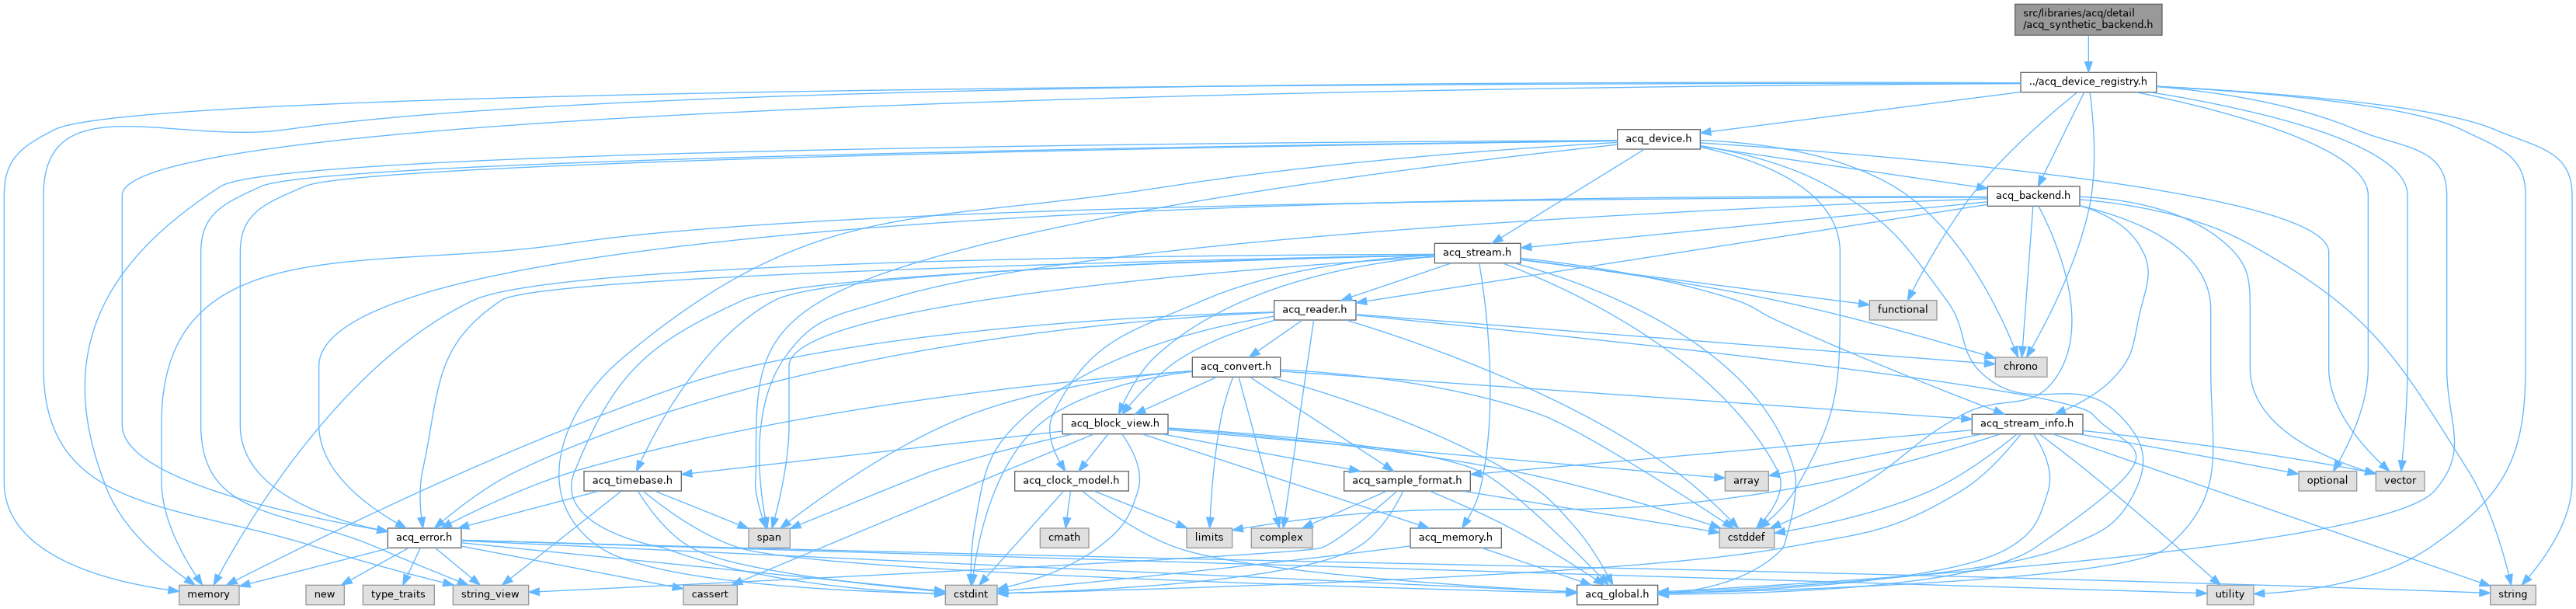 src/libraries/acq/detail
/acq_synthetic_backend.h
../acq_device_registry.h
acq_device.h
acq_backend.h
acq_stream.h
acq_reader.h
functional
acq_convert.h
chrono
acq_block_view.h
acq_stream_info.h
acq_timebase.h
acq_clock_model.h
acq_sample_format.h
array
optional
vector
acq_error.h
span
cmath
limits
complex
acq_memory.h
cstddef
memory
new
type_traits
string_view
cassert
cstdint
acq_global.h
utility
string